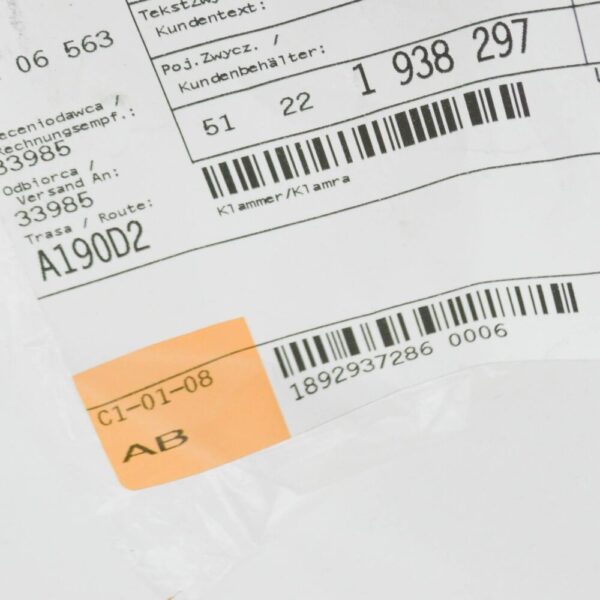 TekstZwy
Kundentext:
06 563
Poj.Zwycz. /
Kundenbehälter:
51 22 1 938 297
eceniodawca /
echnungsempf.:
33985
Odbiorca /
Versand An:
33985
Trasa / Route:
A190D2
Klammer/Klamra
1892937286 0006
C1-01-08
AB